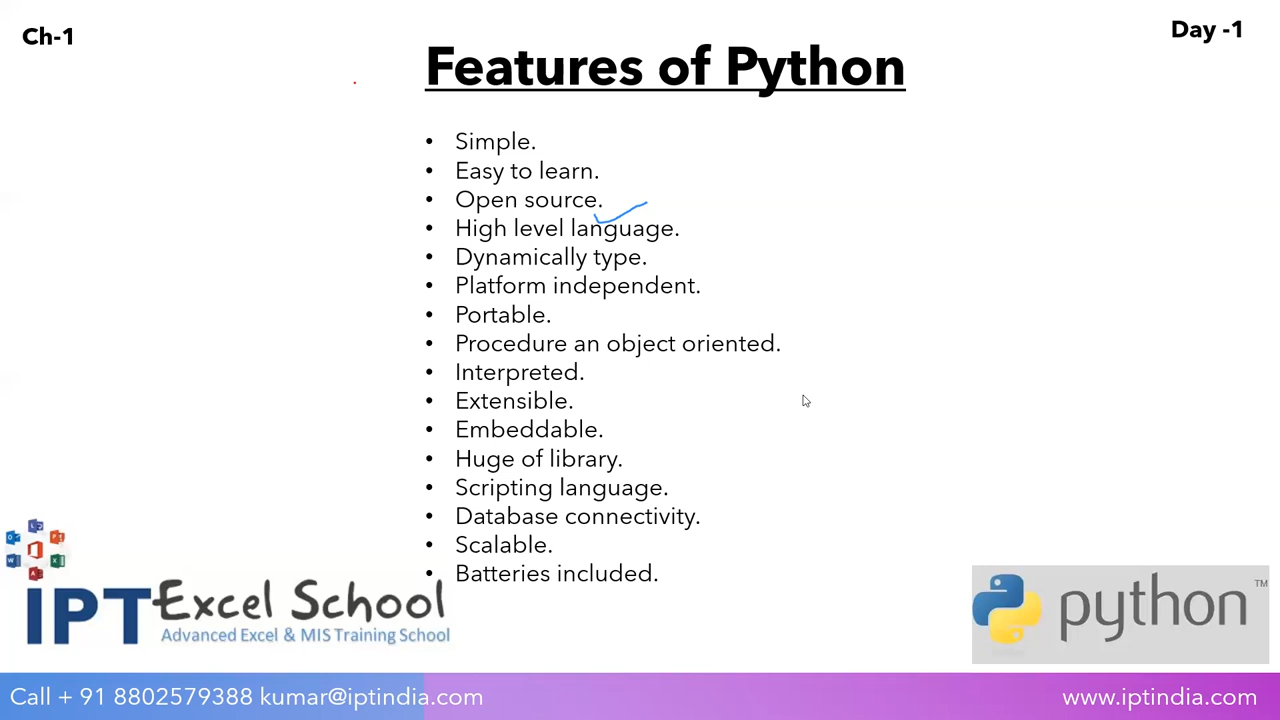 Ch-1
Day -1
Features of Python
• Simple.
• Easy to learn.
• Open source.
• High level language.
• Dynamically type.
• Platform independent.
• Portable.
• Procedure an object oriented.
• Interpreted.
• Extensible.
• Embeddable.
• Huge of library.
• Scripting language.
• Database connectivity.
• Scalable.
• Batteries included.
IPT Excel School
Advanced Excel & MIS Training School
python™
Call + 91 8802579388 kumar@iptindia.com
www.iptindia.com